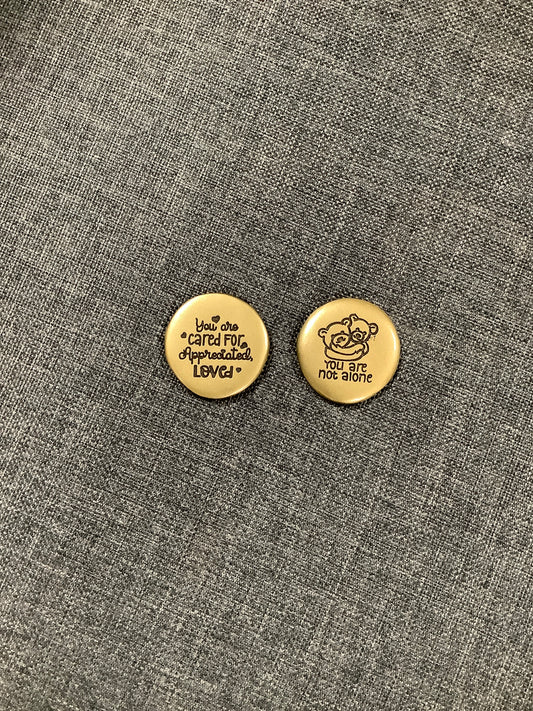 You are
Cared For,
Appreciated,
Loved
You are
not alone